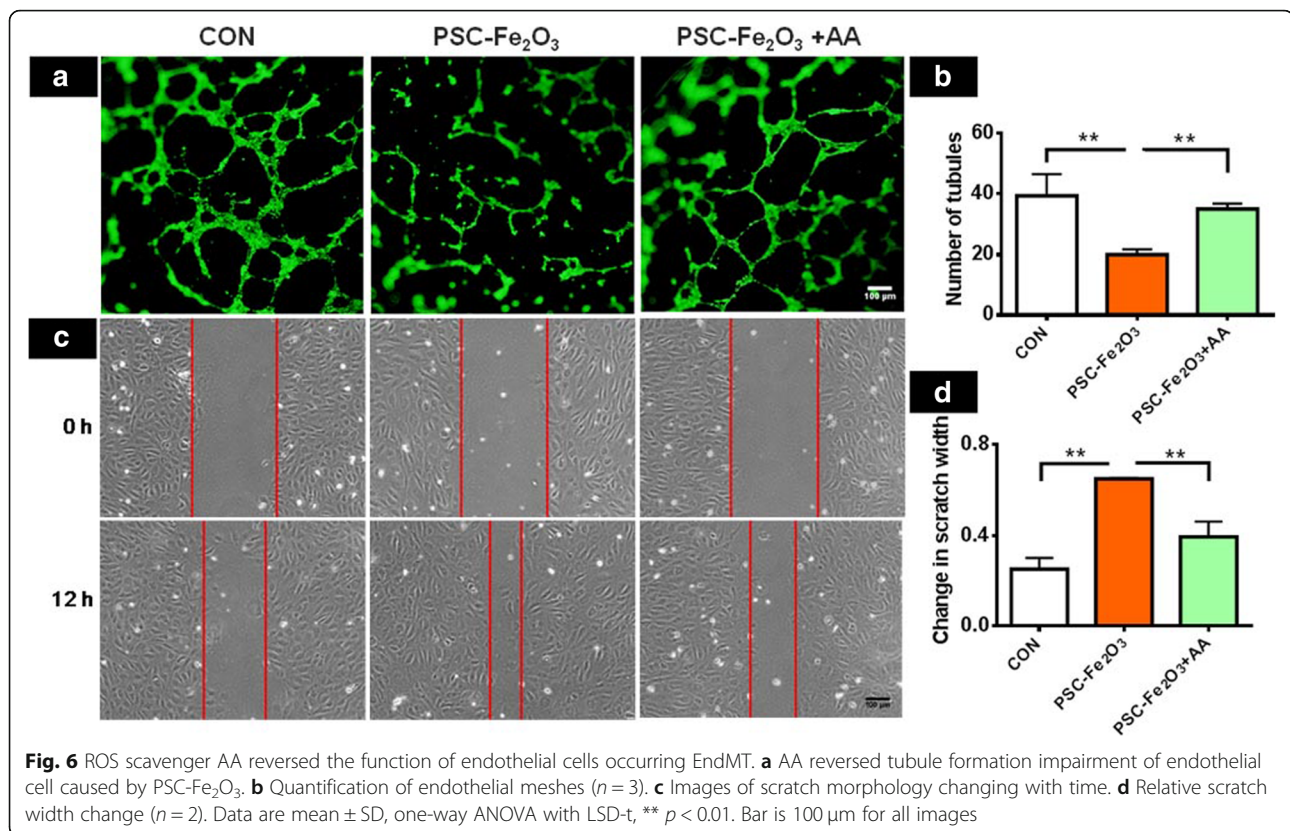 CON PSC-Fe₂O₃ PSC-Fe₂O₃ +AA
a
100 µm
b
Number of tubules
60
40
20
0
** **
CON PSC-Fe₂O₃ PSC-Fe₂O₃+AA
c
0 h
12 h
100 µm
d
Change in scratch width
0.8
0.4
0.0
** **
CON PSC-Fe₂O₃ PSC-Fe₂O₃+AA
Fig. 6 ROS scavenger AA reversed the function of endothelial cells occurring EndMT. a AA reversed tubule formation impairment of endothelial
cell caused by PSC-Fe₂O₃. b Quantification of endothelial meshes (n = 3). c Images of scratch morphology changing with time. d Relative scratch
width change (n = 2). Data are mean ± SD, one-way ANOVA with LSD-t, ** p < 0.01. Bar is 100 µm for all images